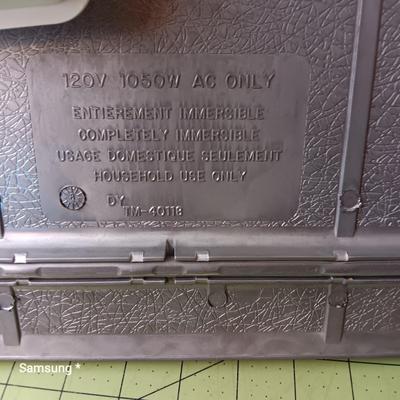 120V 1050W AC ONLY
ENTIEREMENT IMMERSIBLE
COMPLETELY IMMERSIBLE
USAGE DOMESTIQUE SEULEMENT
HOUSEHOLD USE ONLY
DY
TM-40118
Samsung *